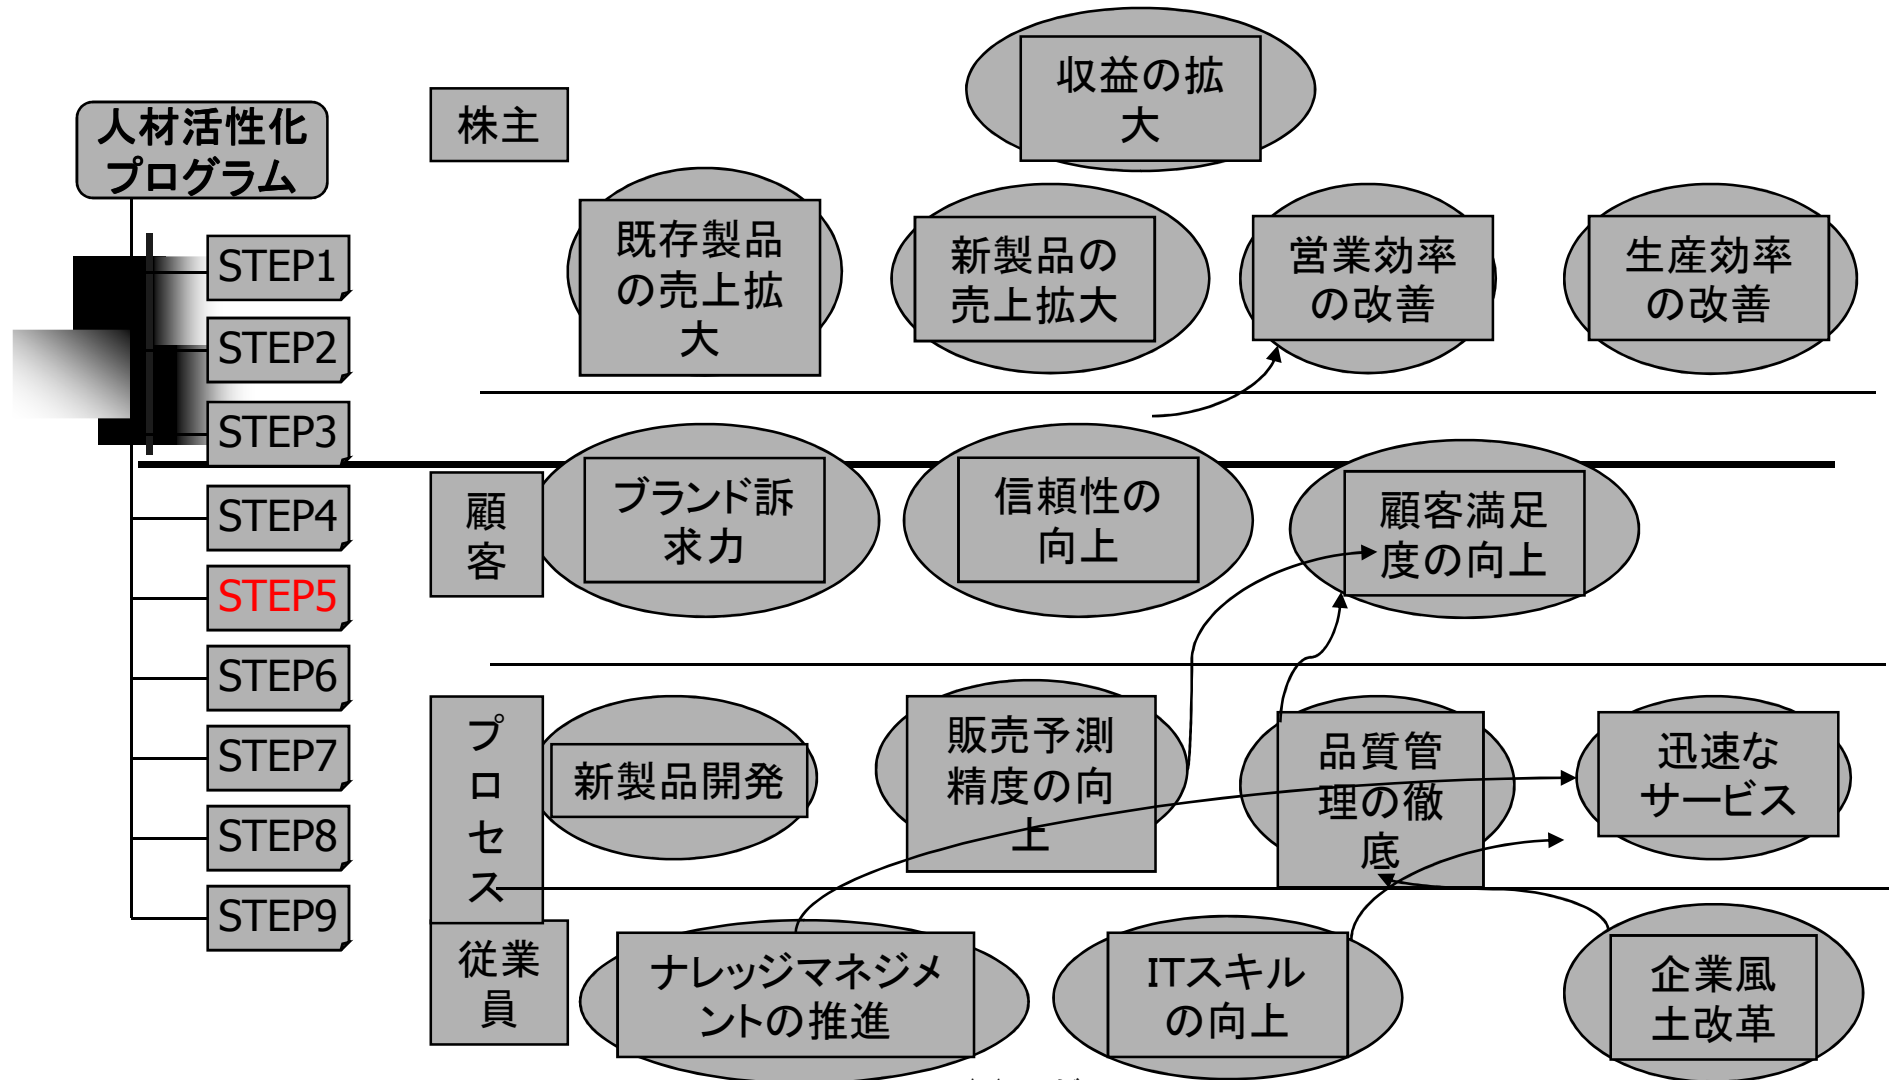 人材活性化
プログラム
STEP1
STEP2
STEP3
STEP4
STEP5
STEP6
STEP7
STEP8
STEP9
株主
収益の拡
大
既存製品
の売上拡
大
新製品の
売上拡大
営業効率
の改善
生産効率
の改善
顧
客
ブランド訴
求力
信頼性の
向上
顧客満足
度の向上
プ
ロ
セ
ス
新製品開発
販売予測
精度の向
上
品質管
理の徹
底
迅速な
サービス
従業
員
ナレッジマネジメ
ントの推進
ITスキル
の向上
企業風
土改革